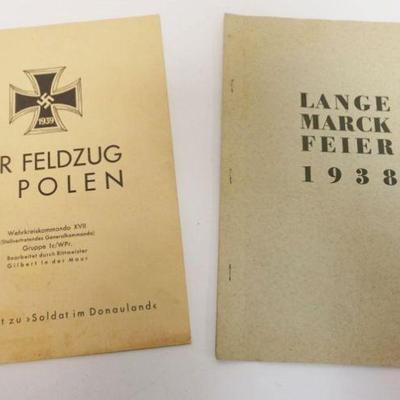 1939
R FELDZUG
POLEN
Wehrkreiskommando XVII
(Stellvertretendes Generalkommando)
Gruppe Ic/WPr.
Bearbeitet durch Rittmeister
Gilbert in der Maur
t zu »Soldat im Donauland«
LANGE
MARCK
FEIER
1938